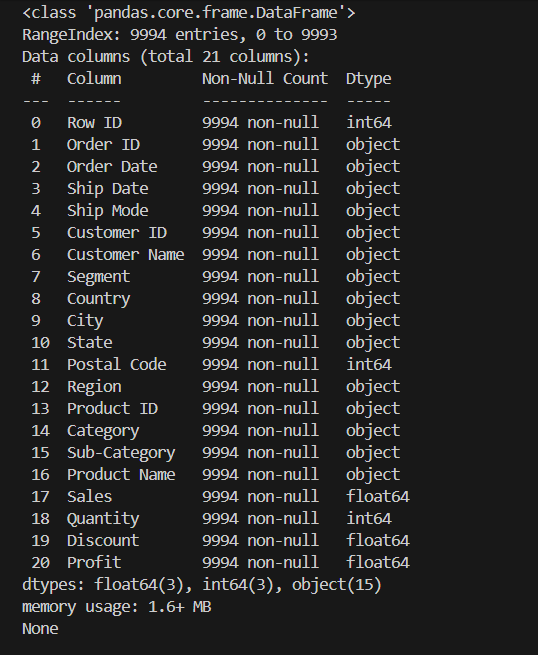 <class 'pandas.core.frame.DataFrame'>
RangeIndex: 9994 entries, 0 to 9993
Data columns (total 21 columns):
 #   Column         Non-Null Count  Dtype
---  ------         --------------  -----
 0   Row ID         9994 non-null   int64
 1   Order ID       9994 non-null   object
 2   Order Date     9994 non-null   object
 3   Ship Date      9994 non-null   object
 4   Ship Mode      9994 non-null   object
 5   Customer ID    9994 non-null   object
 6   Customer Name  9994 non-null   object
 7   Segment        9994 non-null   object
 8   Country        9994 non-null   object
 9   City           9994 non-null   object
 10  State          9994 non-null   object
 11  Postal Code    9994 non-null   int64
 12  Region         9994 non-null   object
 13  Product ID     9994 non-null   object
 14  Category       9994 non-null   object
 15  Sub-Category   9994 non-null   object
 16  Product Name   9994 non-null   object
 17  Sales          9994 non-null   float64
 18  Quantity       9994 non-null   int64
 19  Discount       9994 non-null   float64
 20  Profit         9994 non-null   float64
dtypes: float64(3), int64(3), object(15)
memory usage: 1.6+ MB
None